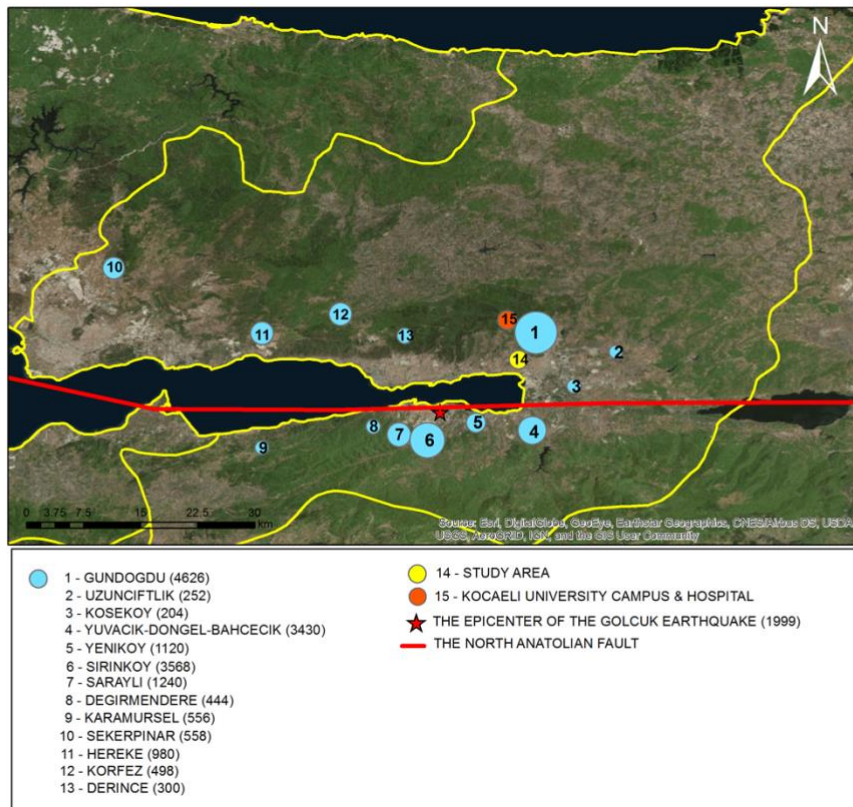 N
10
11
12
13
15
1
14
2
3
8
7
6
5
4
9
0 3.75 7.5 15 22.5 30
km
Source: Esri, DigitalGlobe, GeoEye, Earthstar Geographics, CNES/Airbus DS, USDA,
USGS, AeroGRID, IGN, and the GIS User Community
1 - GUNDOGDU (4626)
2 - UZUNCIFTLIK (252)
3 - KOSEKOY (204)
4 - YUVACIK-DONGEL-BAHCECIK (3430)
5 - YENIKOY (1120)
6 - SIRINKOY (3568)
7 - SARAYLI (1240)
8 - DEGIRMENDERE (444)
9 - KARAMURSEL (556)
10 - SEKERPINAR (558)
11 - HEREKE (980)
12 - KORFEZ (498)
13 - DERINCE (300)
14 - STUDY AREA
15 - KOCAELI UNIVERSITY CAMPUS & HOSPITAL
THE EPICENTER OF THE GOLCUK EARTHQUAKE (1999)
THE NORTH ANATOLIAN FAULT